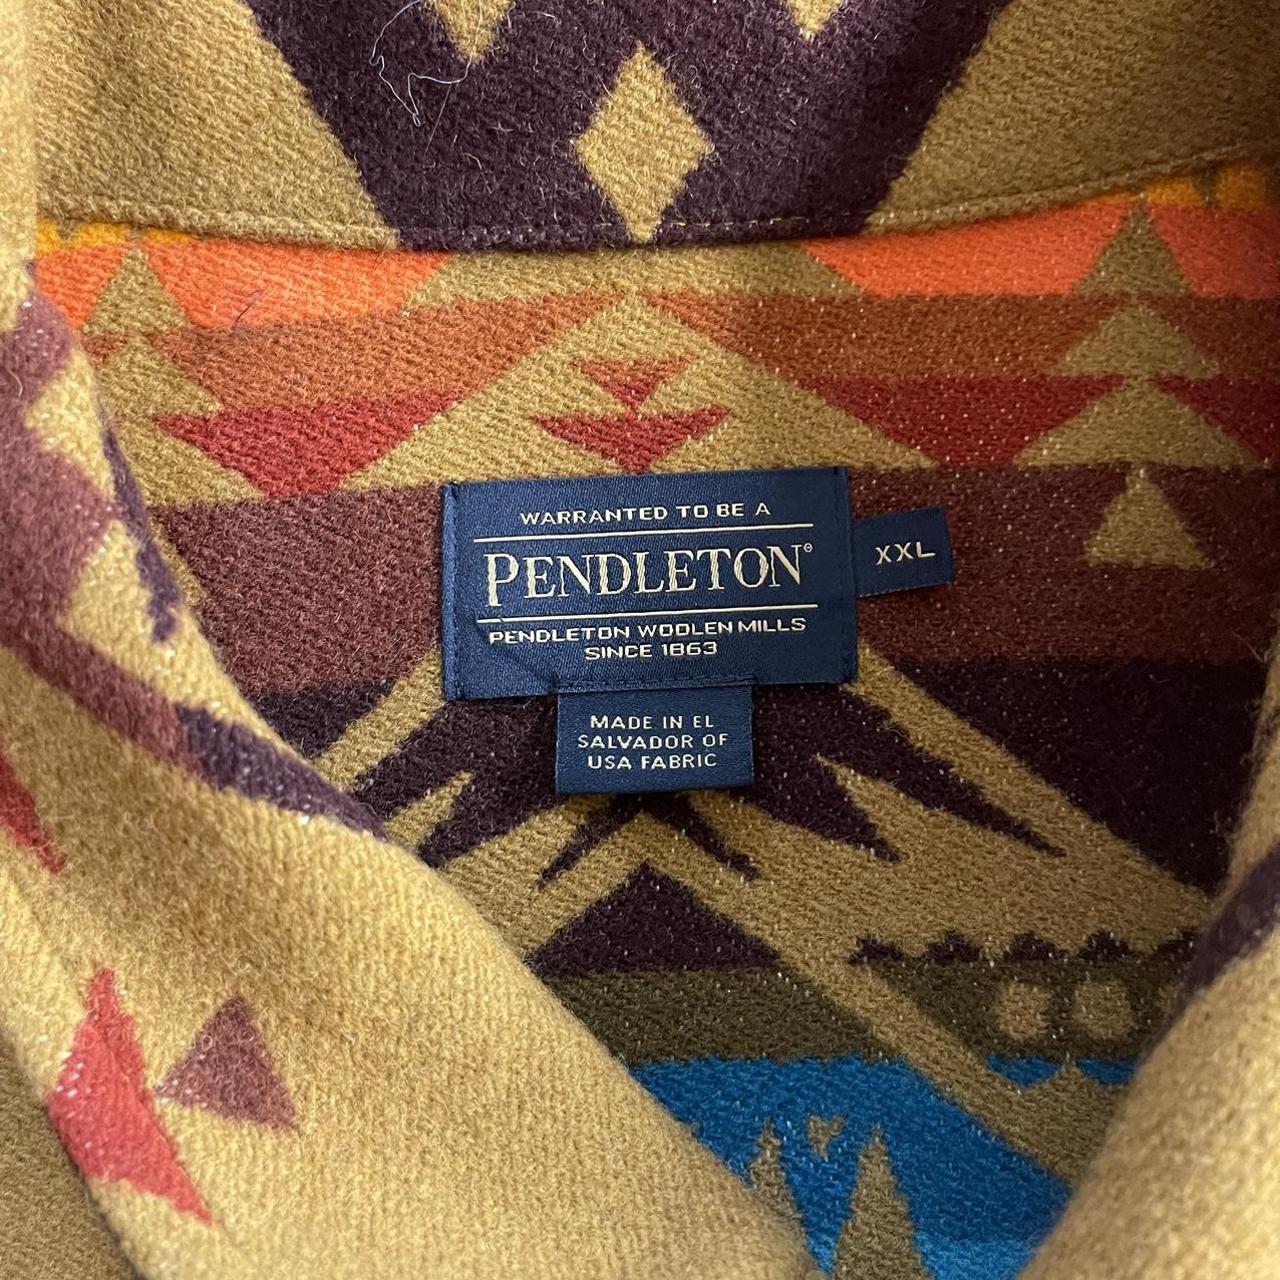 WARRANTED TO BE A
PENDLETON®
PENDLETON WOOLEN MILLS
SINCE 1863
XXL
MADE IN EL
SALVADOR OF
USA FABRIC